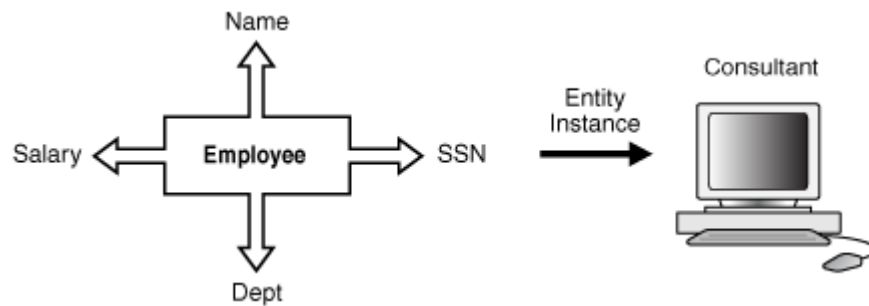 Name
Consultant
Entity
Instance
Salary
Employee
SSN
Dept